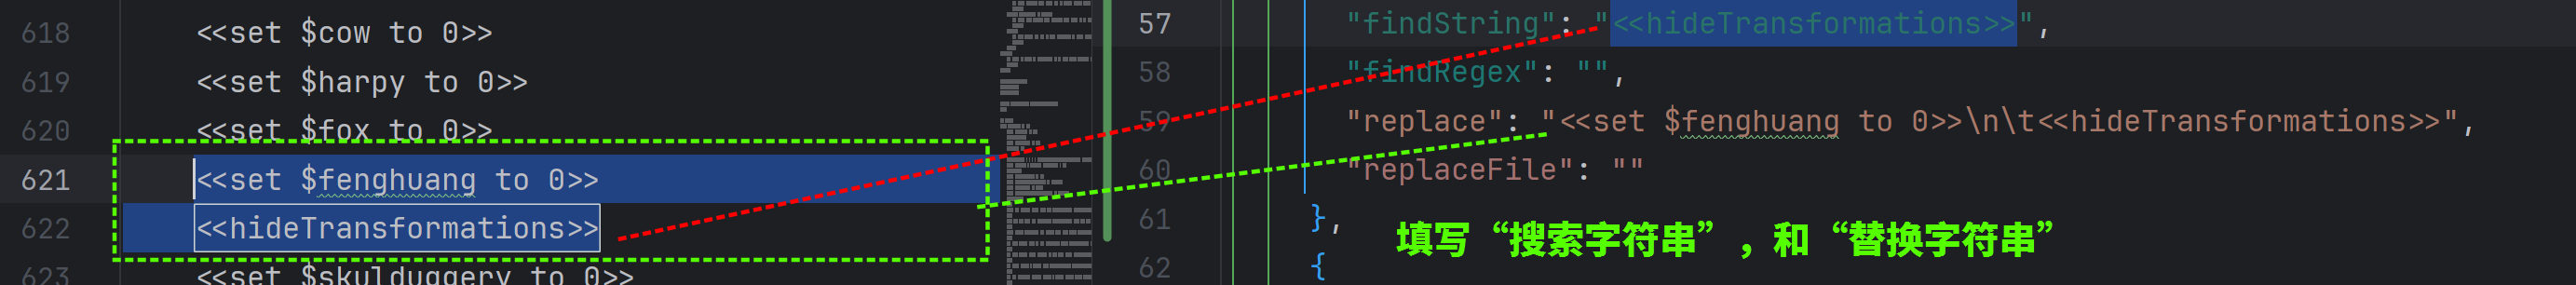 618 <<set $cow to 0>>
619 <<set $harpy to 0>>
620 <<set $fox to 0>>
621 <<set $fenghuang to 0>>
622 <<hideTransformations>>
623 <<set $skulduggery to 0>>
57 "findString": "<<hideTransformations>>",
58 "findRegex": "",
59 "replace": "<<set $fenghuang to 0>>\n\t<<hideTransformations>>",
60 "replaceFile": ""
61 },
62 {
填写“搜索字符串”，和“替换字符串”